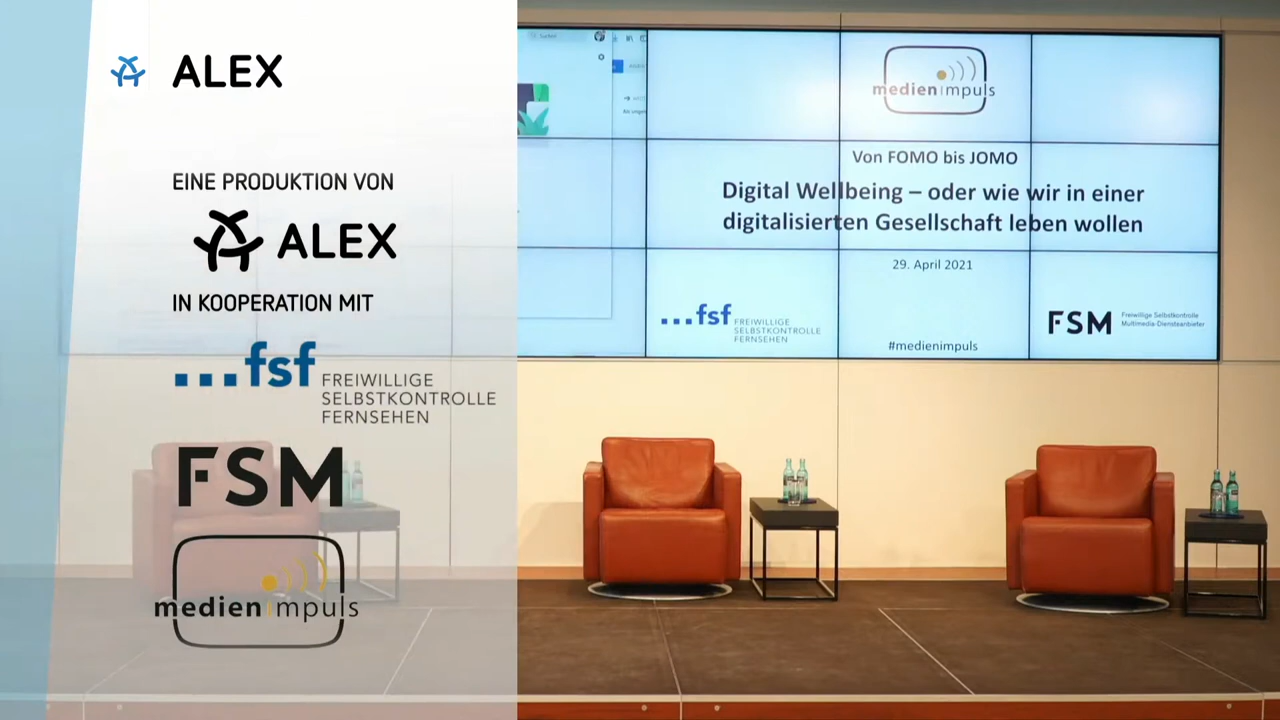 ALEX
EINE PRODUKTION VON
ALEX
IN KOOPERATION MIT
...fsf FREIWILLIGE
SELBSTKONTROLLE
FERNSEHEN
FSM
medienimpuls
medienimpuls
Von FOMO bis JOMO
Digital Wellbeing – oder wie wir in einer
digitalisierten Gesellschaft leben wollen
29. April 2021
...fsf FREIWILLIGE
SELBSTKONTROLLE
FERNSEHEN
#medienimpuls
FSM Freiwillige Selbstkontrolle
Multimedia-Diensteanbieter